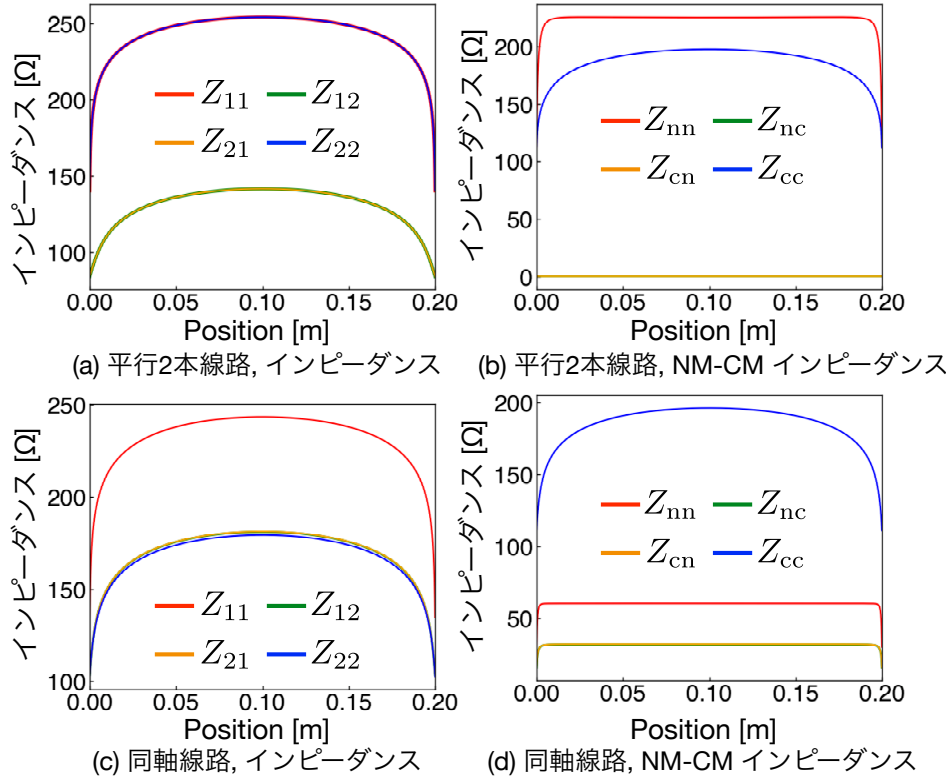 インピーダンス [Ω]
250
200
150
100
Z11 Z12
Z21 Z22
0.00 0.05 0.10 0.15 0.20
Position [m]
(a) 平行2本線路, インピーダンス
インピーダンス [Ω]
200
150
100
50
0
Znn Znc
Zcn Zcc
0.00 0.05 0.10 0.15 0.20
Position [m]
(b) 平行2本線路, NM-CM インピーダンス
インピーダンス [Ω]
250
200
150
100
Z11 Z12
Z21 Z22
0.00 0.05 0.10 0.15 0.20
Position [m]
(c) 同軸線路, インピーダンス
インピーダンス [Ω]
200
150
100
50
Znn Znc
Zcn Zcc
0.00 0.05 0.10 0.15 0.20
Position [m]
(d) 同軸線路, NM-CM インピーダンス